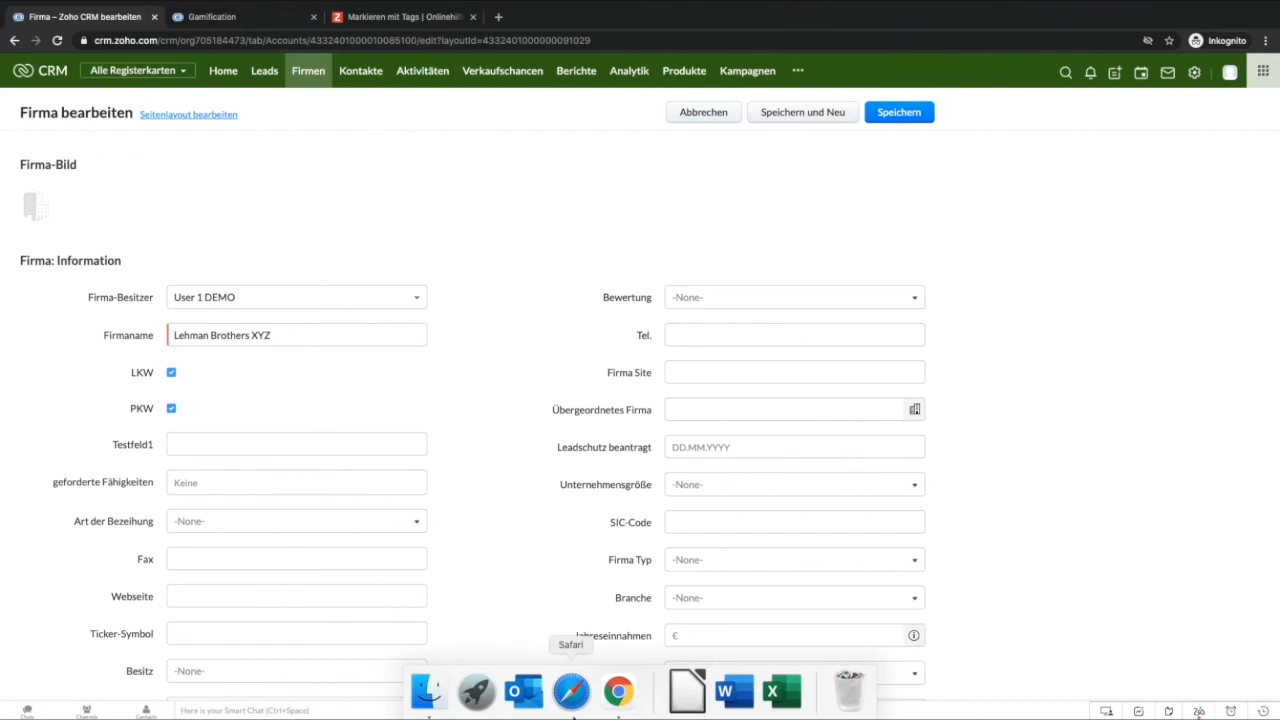 Firma – Zoho CRM bearbeiten
Gamification
Markieren mit Tags | Onlinehil
crm.zoho.com/crm/org705184473/tab/Accounts/4332401000010085100/edit?layoutId=4332401000000091029
Inkognito
CRM
Alle Registerkarten
Home
Leads
Firmen
Kontakte
Aktivitäten
Verkaufschancen
Berichte
Analytik
Produkte
Kampagnen
Firma bearbeiten
Seitenlayout bearbeiten
Abbrechen
Speichern und Neu
Speichern
Firma-Bild
Firma: Information
Firma-Besitzer
User 1 DEMO
Bewertung
-None-
Firmaname
Lehman Brothers XYZ
Tel.
LKW
Firma Site
PKW
Übergeordnetes Firma
Testfeld1
Leadschutz beantragt
DD.MM.YYYY
geforderte Fähigkeiten
Keine
Unternehmensgröße
-None-
Art der Bezeihung
-None-
SIC-Code
Fax
Firma Typ
-None-
Webseite
Branche
-None-
Ticker-Symbol
Jahreseinnahmen
€
Safari
Besitz
-None-
Chats
Channels
Contacts
Here is your Smart Chat (Ctrl+Space)